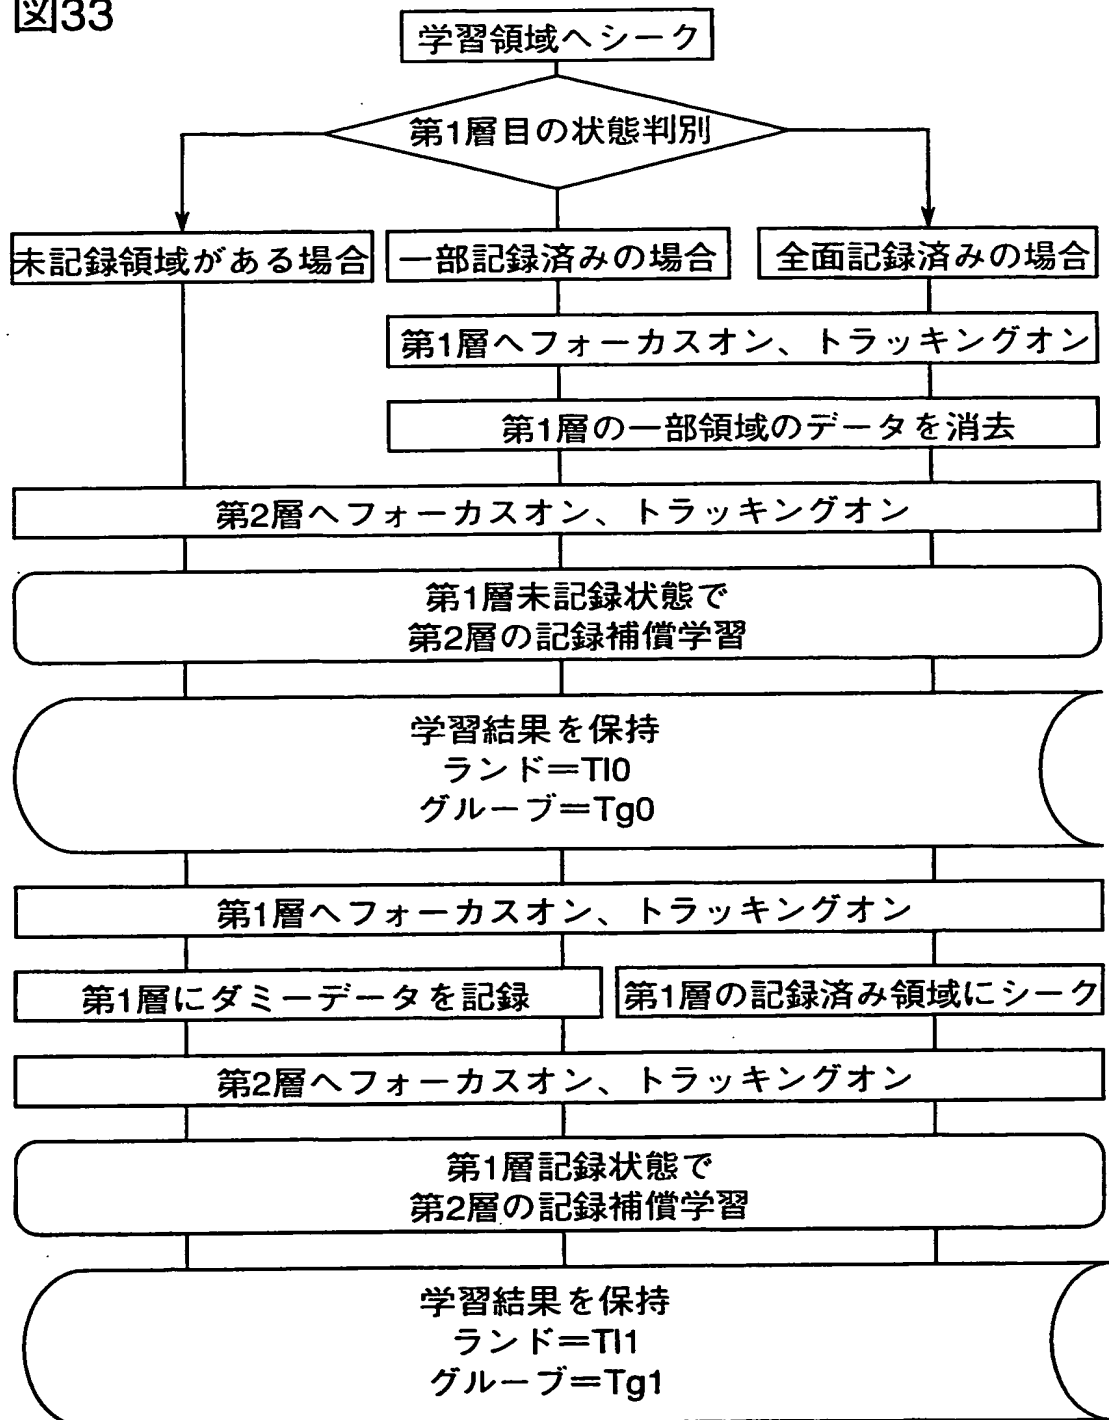 図33
学習領域へシーク
第1層目の状態判別
未記録領域がある場合
一部記録済みの場合
全面記録済みの場合
第1層へフォーカスオン、トラッキングオン
第1層の一部領域のデータを消去
第2層へフォーカスオン、トラッキングオン
第1層未記録状態で
第2層の記録補償学習
学習結果を保持
ランド=Tl0
グルーブ=Tg0
第1層へフォーカスオン、トラッキングオン
第1層にダミーデータを記録
第1層の記録済み領域にシーク
第2層へフォーカスオン、トラッキングオン
第1層記録状態で
第2層の記録補償学習
学習結果を保持
ランド=Tl1
グルーブ=Tg1